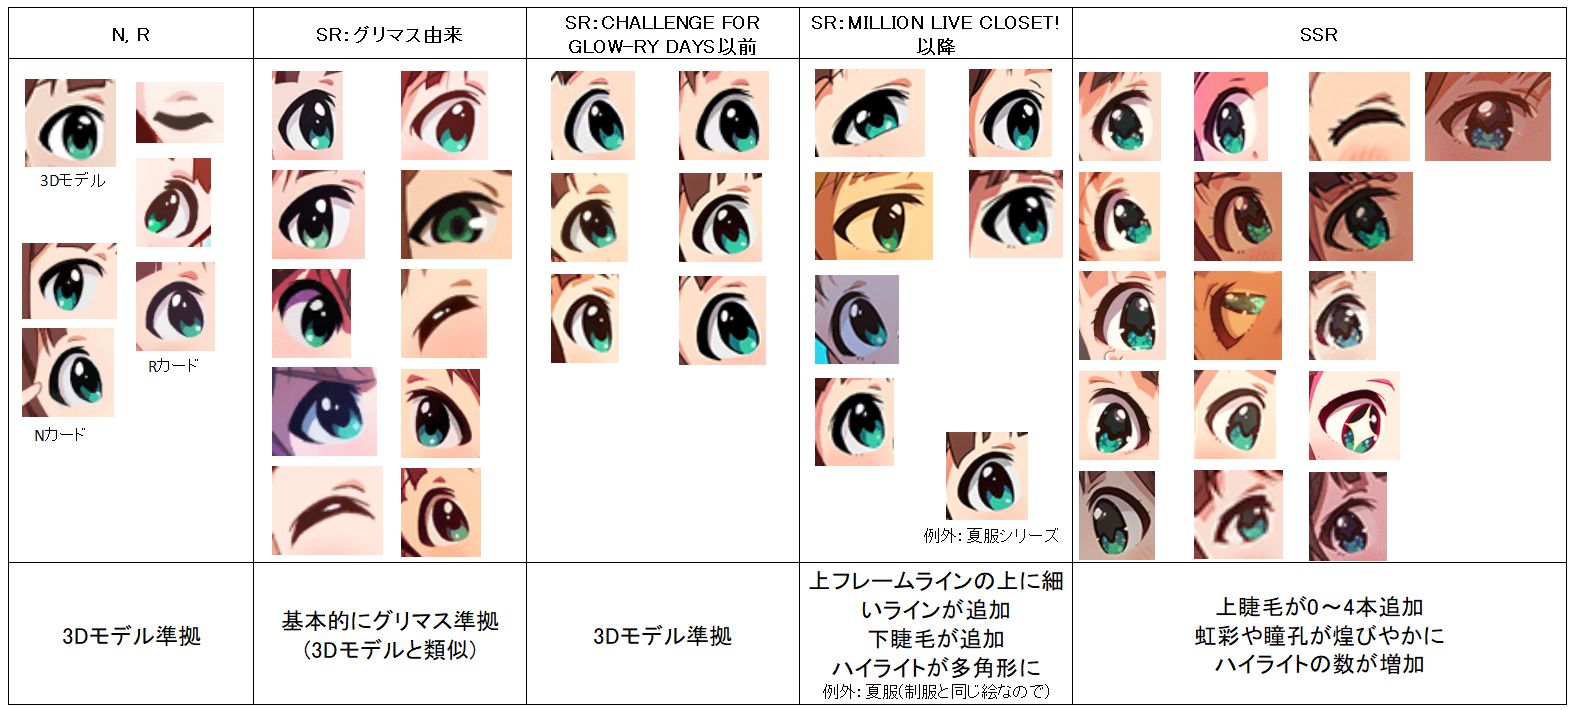 N, R
SR：グリマス由来
SR：CHALLENGE FOR
GLOW-RY DAYS以前
SR：MILLION LIVE CLOSET!
以降
SSR
3Dモデル
Rカード
Nカード
例外：夏服シリーズ
3Dモデル準拠
基本的にグリマス準拠
（3Dモデルと類似）
3Dモデル準拠
上フレームラインの上に細
いラインが追加
下睫毛が追加
ハイライトが多角形に
例外：夏服(制服と同じ絵なので)
上睫毛が0～4本追加
虹彩や瞳孔が煌びやかに
ハイライトの数が増加